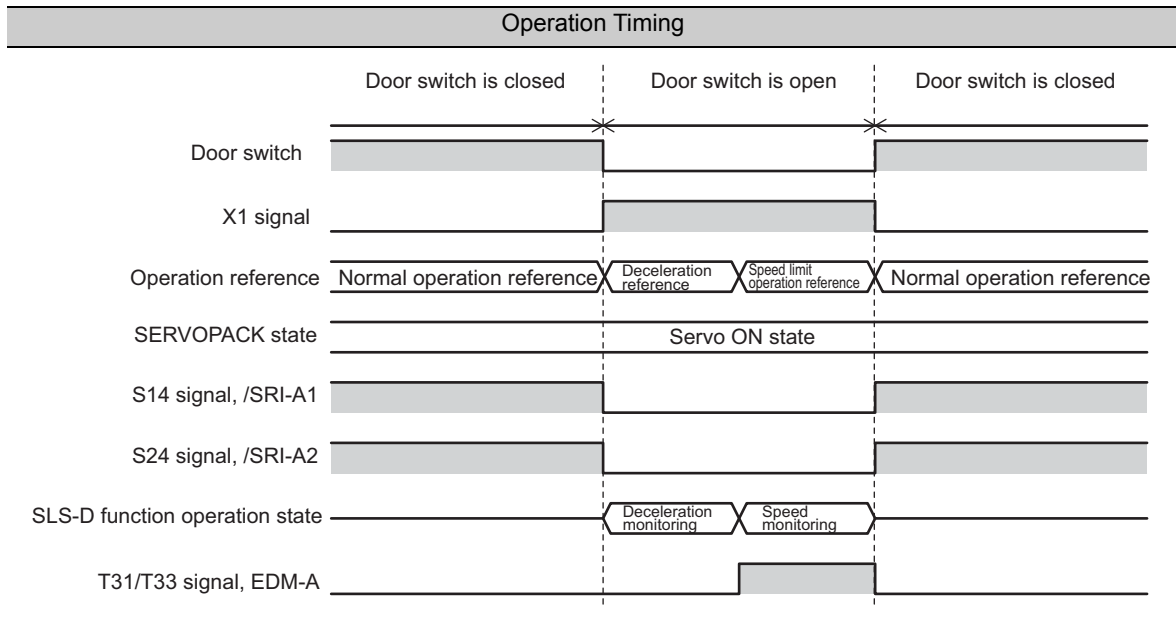 Operation Timing
Door switch is closed
Door switch is open
Door switch is closed
Door switch
X1 signal
Operation reference
Normal operation reference
Deceleration
reference
Speed limit
operation reference
Normal operation reference
SERVOPACK state
Servo ON state
S14 signal, /SRI-A1
S24 signal, /SRI-A2
SLS-D function operation state
Deceleration
monitoring
Speed
monitoring
T31/T33 signal, EDM-A